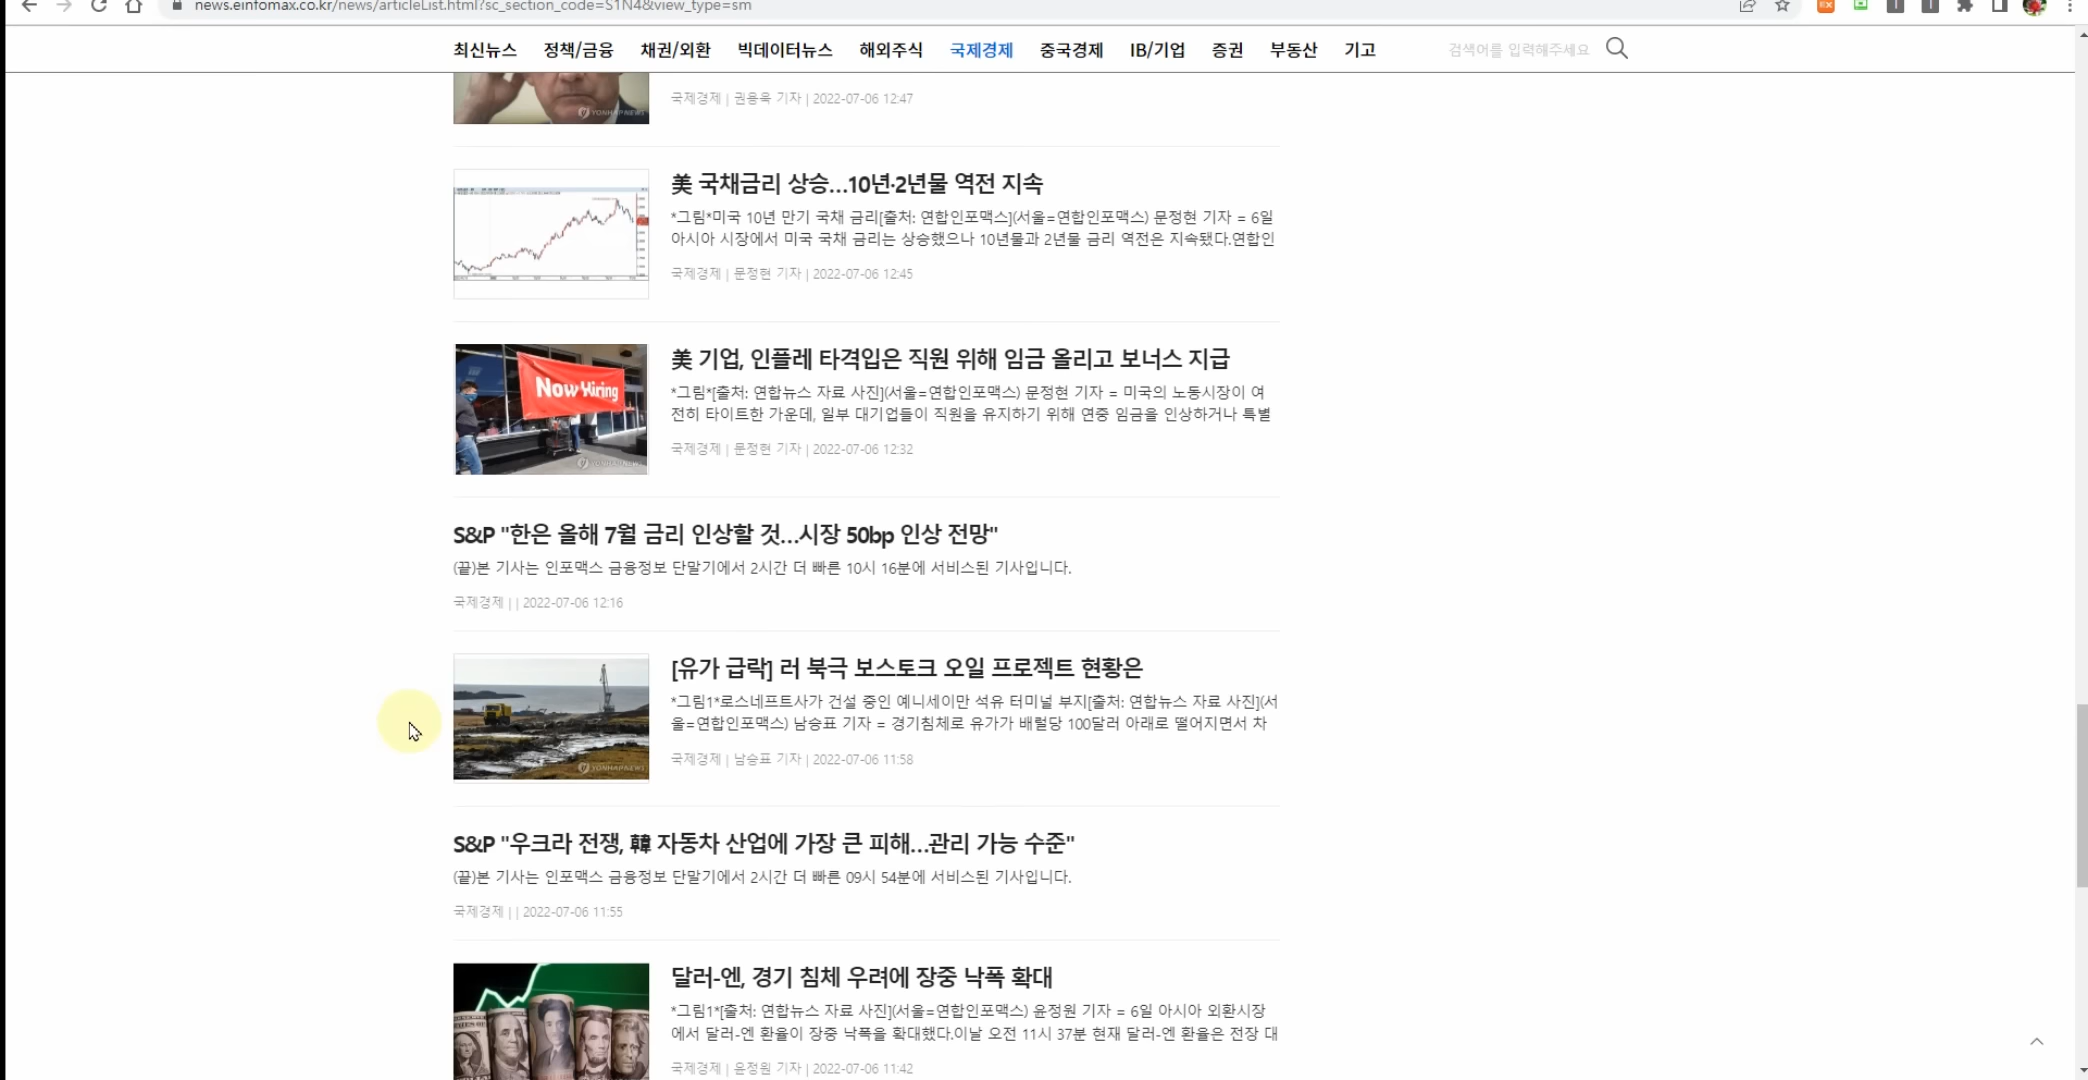 news.einfomax.co.kr/news/articleList.html?sc_section_code=S1N4&view_type=sm
최신뉴스 정책/금융 채권/외환 빅데이터뉴스 해외주식 국제경제 중국경제 IB/기업 증권 부동산 기고 검색어를 입력해주세요
YONHAPNEWS
국제경제 | 권용욱 기자 | 2022-07-06 12:47
美 국채금리 상승...10년·2년물 역전 지속
*그림*미국 10년 만기 국채 금리[출처: 연합인포맥스](서울=연합인포맥스) 문정현 기자 = 6일
아시아 시장에서 미국 국채 금리는 상승했으나 10년물과 2년물 금리 역전은 지속됐다.연합인
국제경제 | 문정현 기자 | 2022-07-06 12:45
Now Hiring
YONHAPNEWS
美 기업, 인플레 타격입은 직원 위해 임금 올리고 보너스 지급
*그림*[출처: 연합뉴스 자료 사진](서울=연합인포맥스) 문정현 기자 = 미국의 노동시장이 여
전히 타이트한 가운데, 일부 대기업들이 직원을 유지하기 위해 연중 임금을 인상하거나 특별
국제경제 | 문정현 기자 | 2022-07-06 12:32
S&P "한은 올해 7월 금리 인상할 것...시장 50bp 인상 전망"
(끝)본 기사는 인포맥스 금융정보 단말기에서 2시간 더 빠른 10시 16분에 서비스된 기사입니다.
국제경제 | | 2022-07-06 12:16
YONHAPNEWS
[유가 급락] 러 북극 보스토크 오일 프로젝트 현황은
*그림1*로스네프트사가 건설 중인 예니세이만 석유 터미널 부지[출처: 연합뉴스 자료 사진](서
울=연합인포맥스) 남승표 기자 = 경기침체로 유가가 배럴당 100달러 아래로 떨어지면서 차
국제경제 | 남승표 기자 | 2022-07-06 11:58
S&P "우크라 전쟁, 韓 자동차 산업에 가장 큰 피해...관리 가능 수준"
(끝)본 기사는 인포맥스 금융정보 단말기에서 2시간 더 빠른 09시 54분에 서비스된 기사입니다.
국제경제 | | 2022-07-06 11:55
달러-엔, 경기 침체 우려에 장중 낙폭 확대
*그림1*[출처: 연합뉴스 자료 사진](서울=연합인포맥스) 윤정원 기자 = 6일 아시아 외환시장
에서 달러-엔 환율이 장중 낙폭을 확대했다.이날 오전 11시 37분 현재 달러-엔 환율은 전장 대
국제경제 | 윤정원 기자 | 2022-07-06 11:42